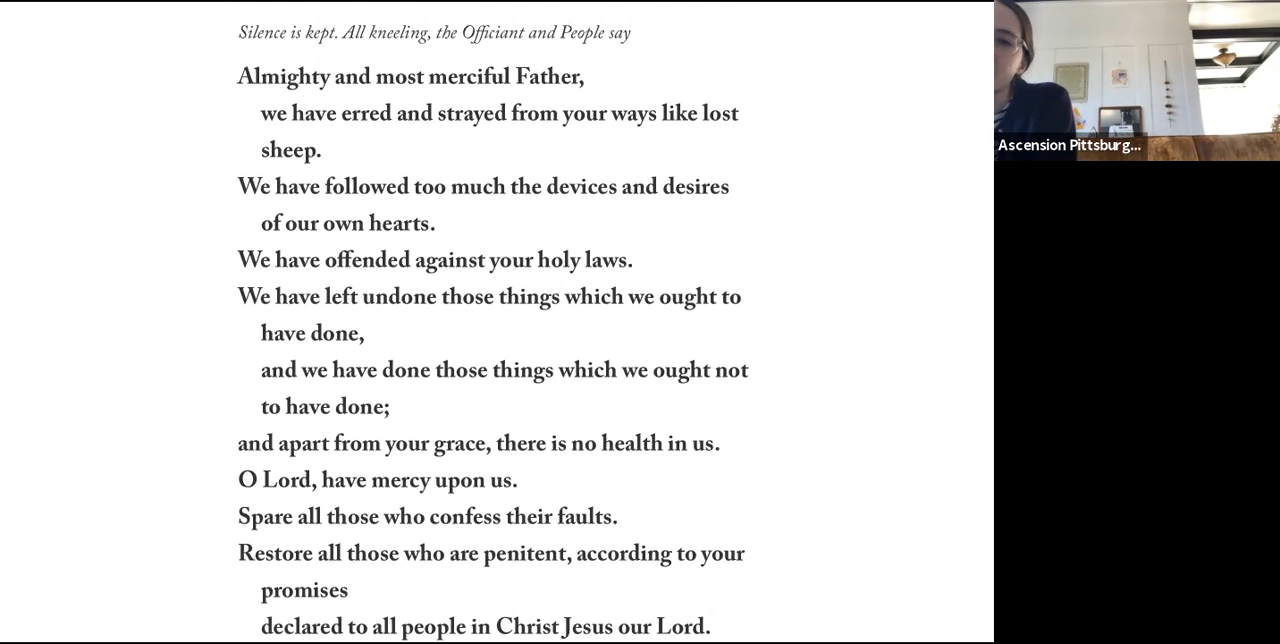 Silence is kept. All kneeling, the Officiant and People say
Almighty and most merciful Father,
we have erred and strayed from your ways like lost
sheep.
We have followed too much the devices and desires
of our own hearts.
We have offended against your holy laws.
We have left undone those things which we ought to
have done,
and we have done those things which we ought not
to have done;
and apart from your grace, there is no health in us.
O Lord, have mercy upon us.
Spare all those who confess their faults.
Restore all those who are penitent, according to your
promises
declared to all people in Christ Jesus our Lord.
Ascension Pittsburg...